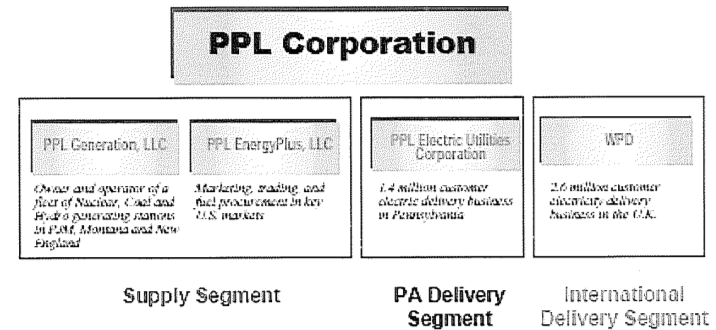 PPL Corporation
PPL Generation, LLC
Owner and operator of a
fleet of Nuclear, Coal and
Hydro generating stations
in PJM, Montana and New
England
PPL EnergyPlus, LLC
Marketing, trading, and
fuel procurement in key
U.S. markets
Supply Segment
PPL Electric Utilities
Corporation
1.4 million customer
electric delivery business
in Pennsylvania
PA Delivery
Segment
WPD
2.6 million customer
electricity delivery
business in the U.K.
International
Delivery Segment